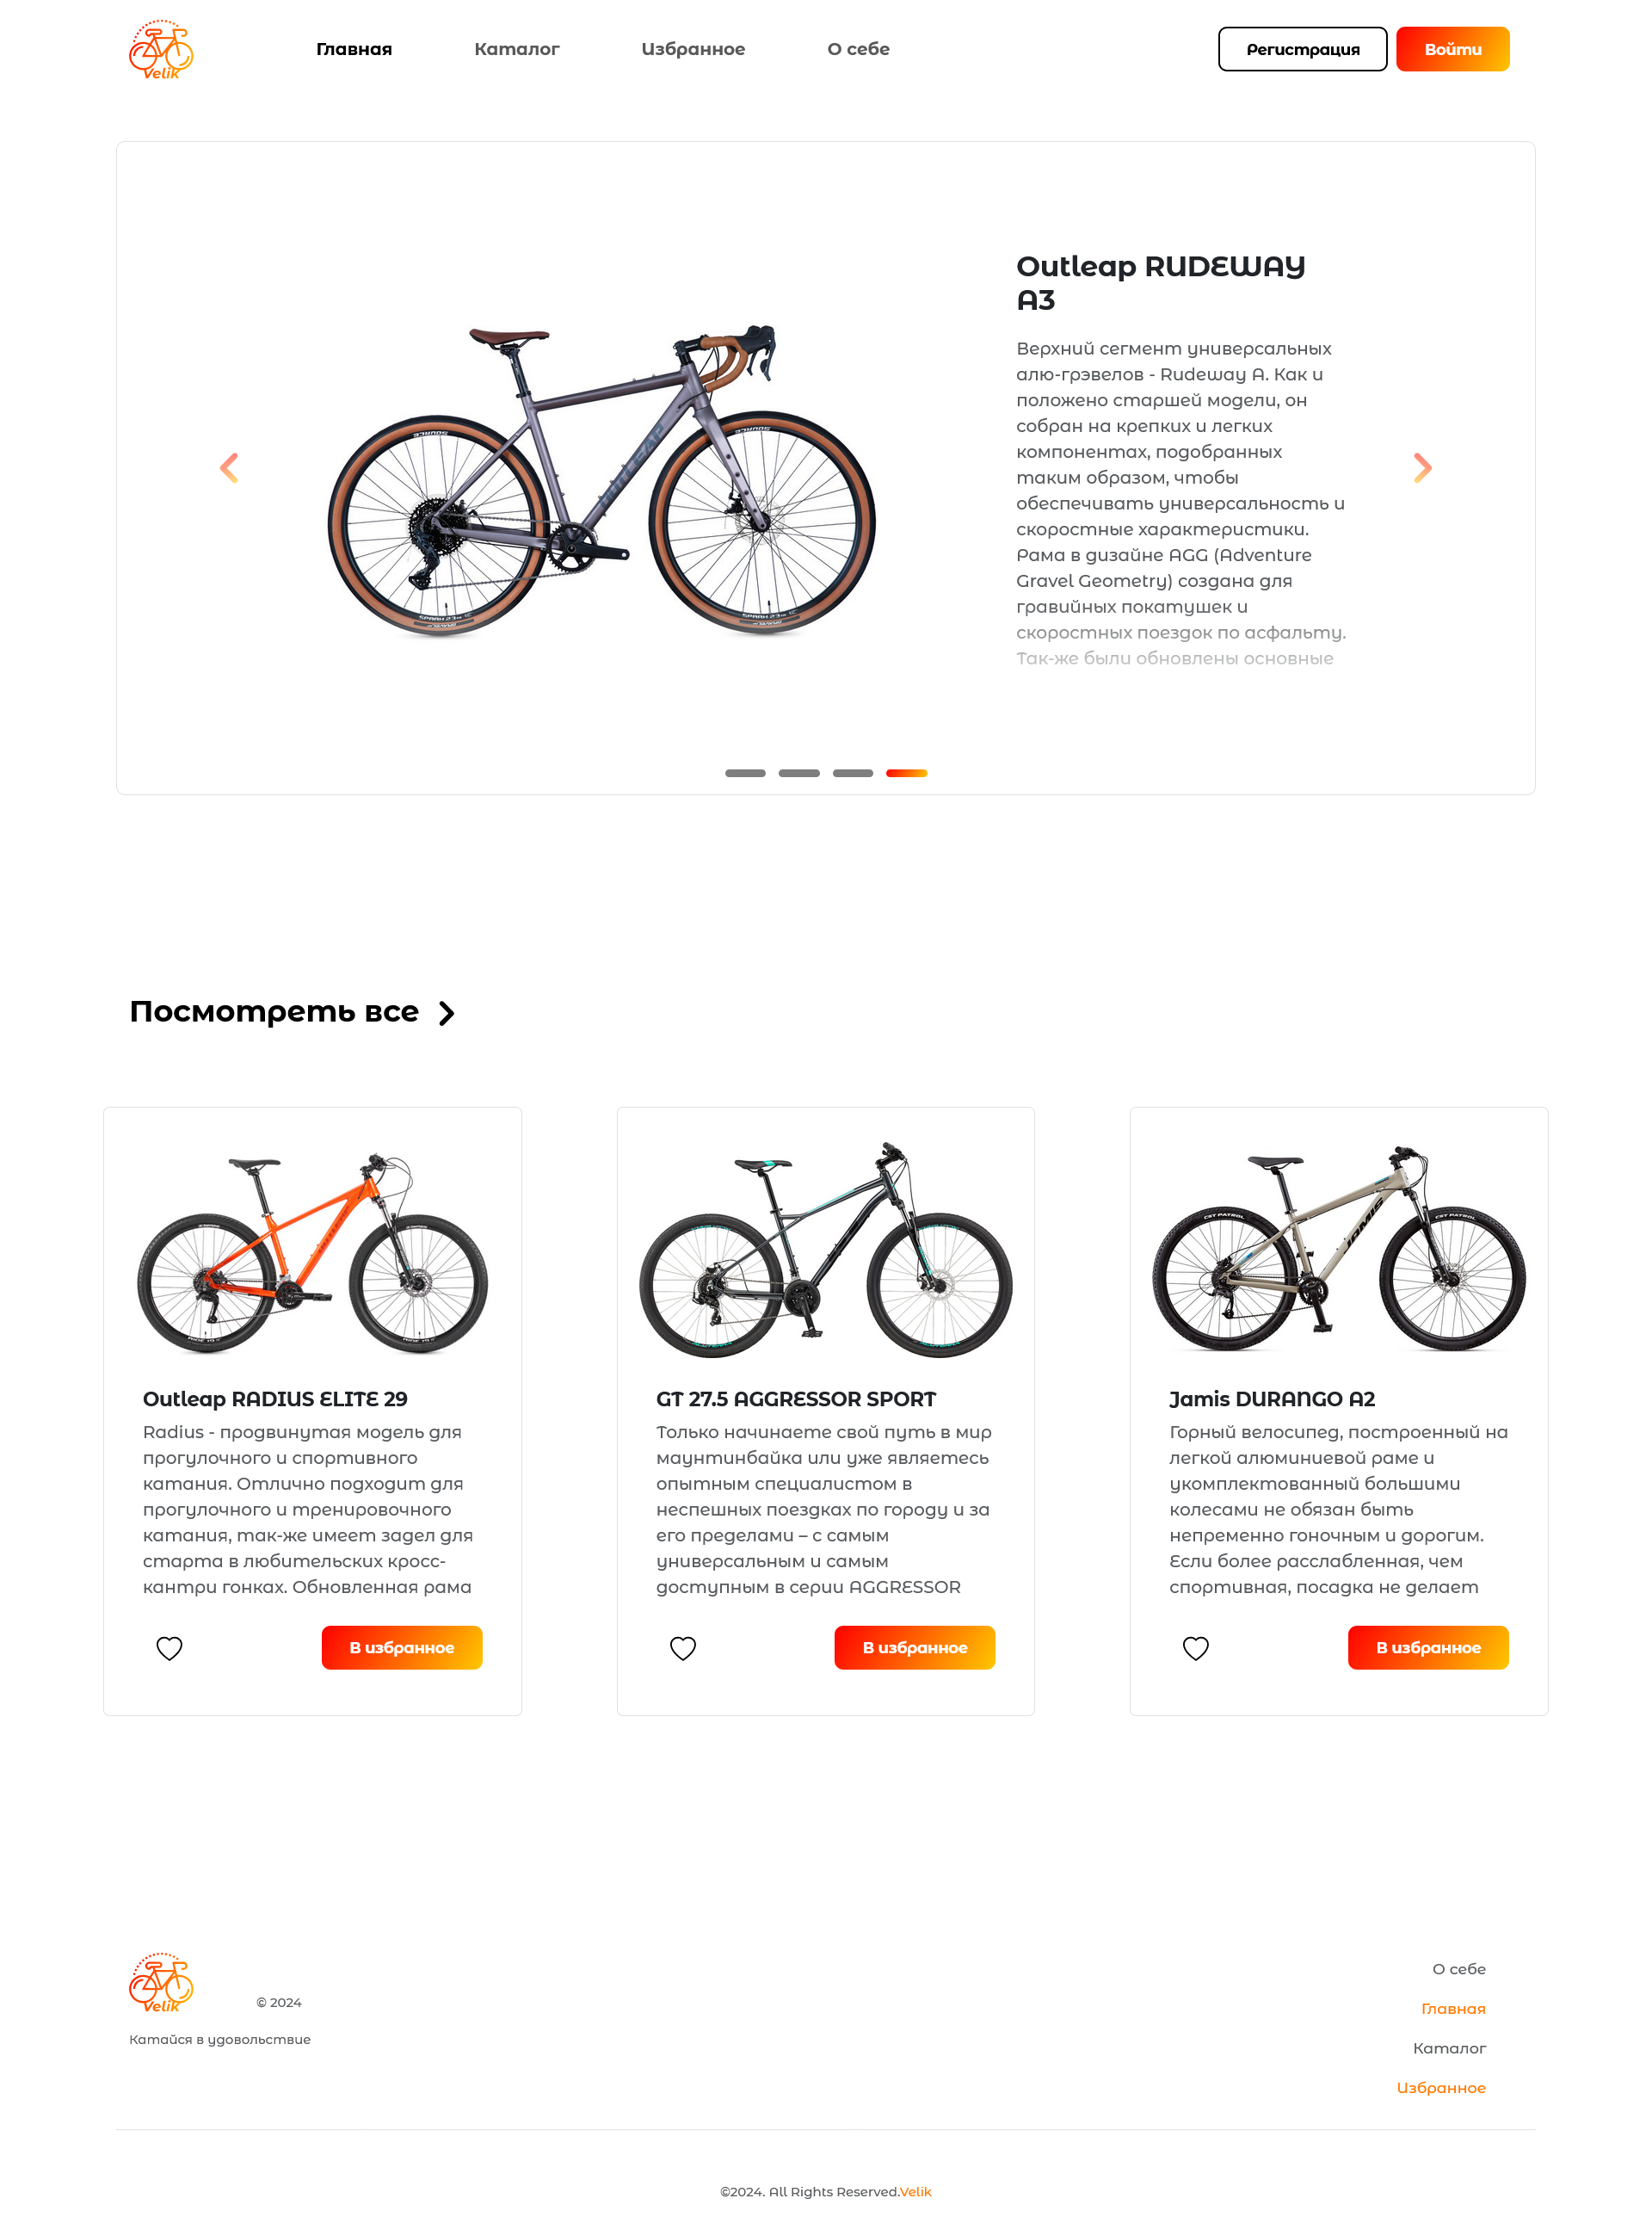 Velik
Главная
Каталог
Избранное
О себе
Регистрация
Войти
Outleap RUDEWAY
A3
Верхний сегмент универсальных
алю-грэвелов - Rudeway A. Как и
положено старшей модели, он
собран на крепких и легких
компонентах, подобранных
таким образом, чтобы
обеспечивать универсальность и
скоростные характеристики.
Рама в дизайне AGG (Adventure
Gravel Geometry) создана для
гравийных покатушек и
скоростных поездок по асфальту.
Так-же были обновлены основные
Посмотреть все
Outleap RADIUS ELITE 29
Radius - продвинутая модель для
прогулочного и спортивного
катания. Отлично подходит для
прогулочного и тренировочного
катания, так-же имеет задел для
старта в любительских кросс-
кантри гонках. Обновленная рама
В избранное
GT 27.5 AGGRESSOR SPORT
Только начинаете свой путь в мир
маунтинбайка или уже являетесь
опытным специалистом в
неспешных поездках по городу и за
его пределами – с самым
универсальным и самым
доступным в серии AGGRESSOR
В избранное
CST PATROL
JAMIS
CST PATROL
Jamis DURANGO A2
Горный велосипед, построенный на
легкой алюминиевой раме и
укомплектованный большими
колесами не обязан быть
непременно гоночным и дорогим.
Если более расслабленная, чем
спортивная, посадка не делает
В избранное
Velik
© 2024
Катайся в удовольствие
О себе
Главная
Каталог
Избранное
©2024. All Rights Reserved.Velik